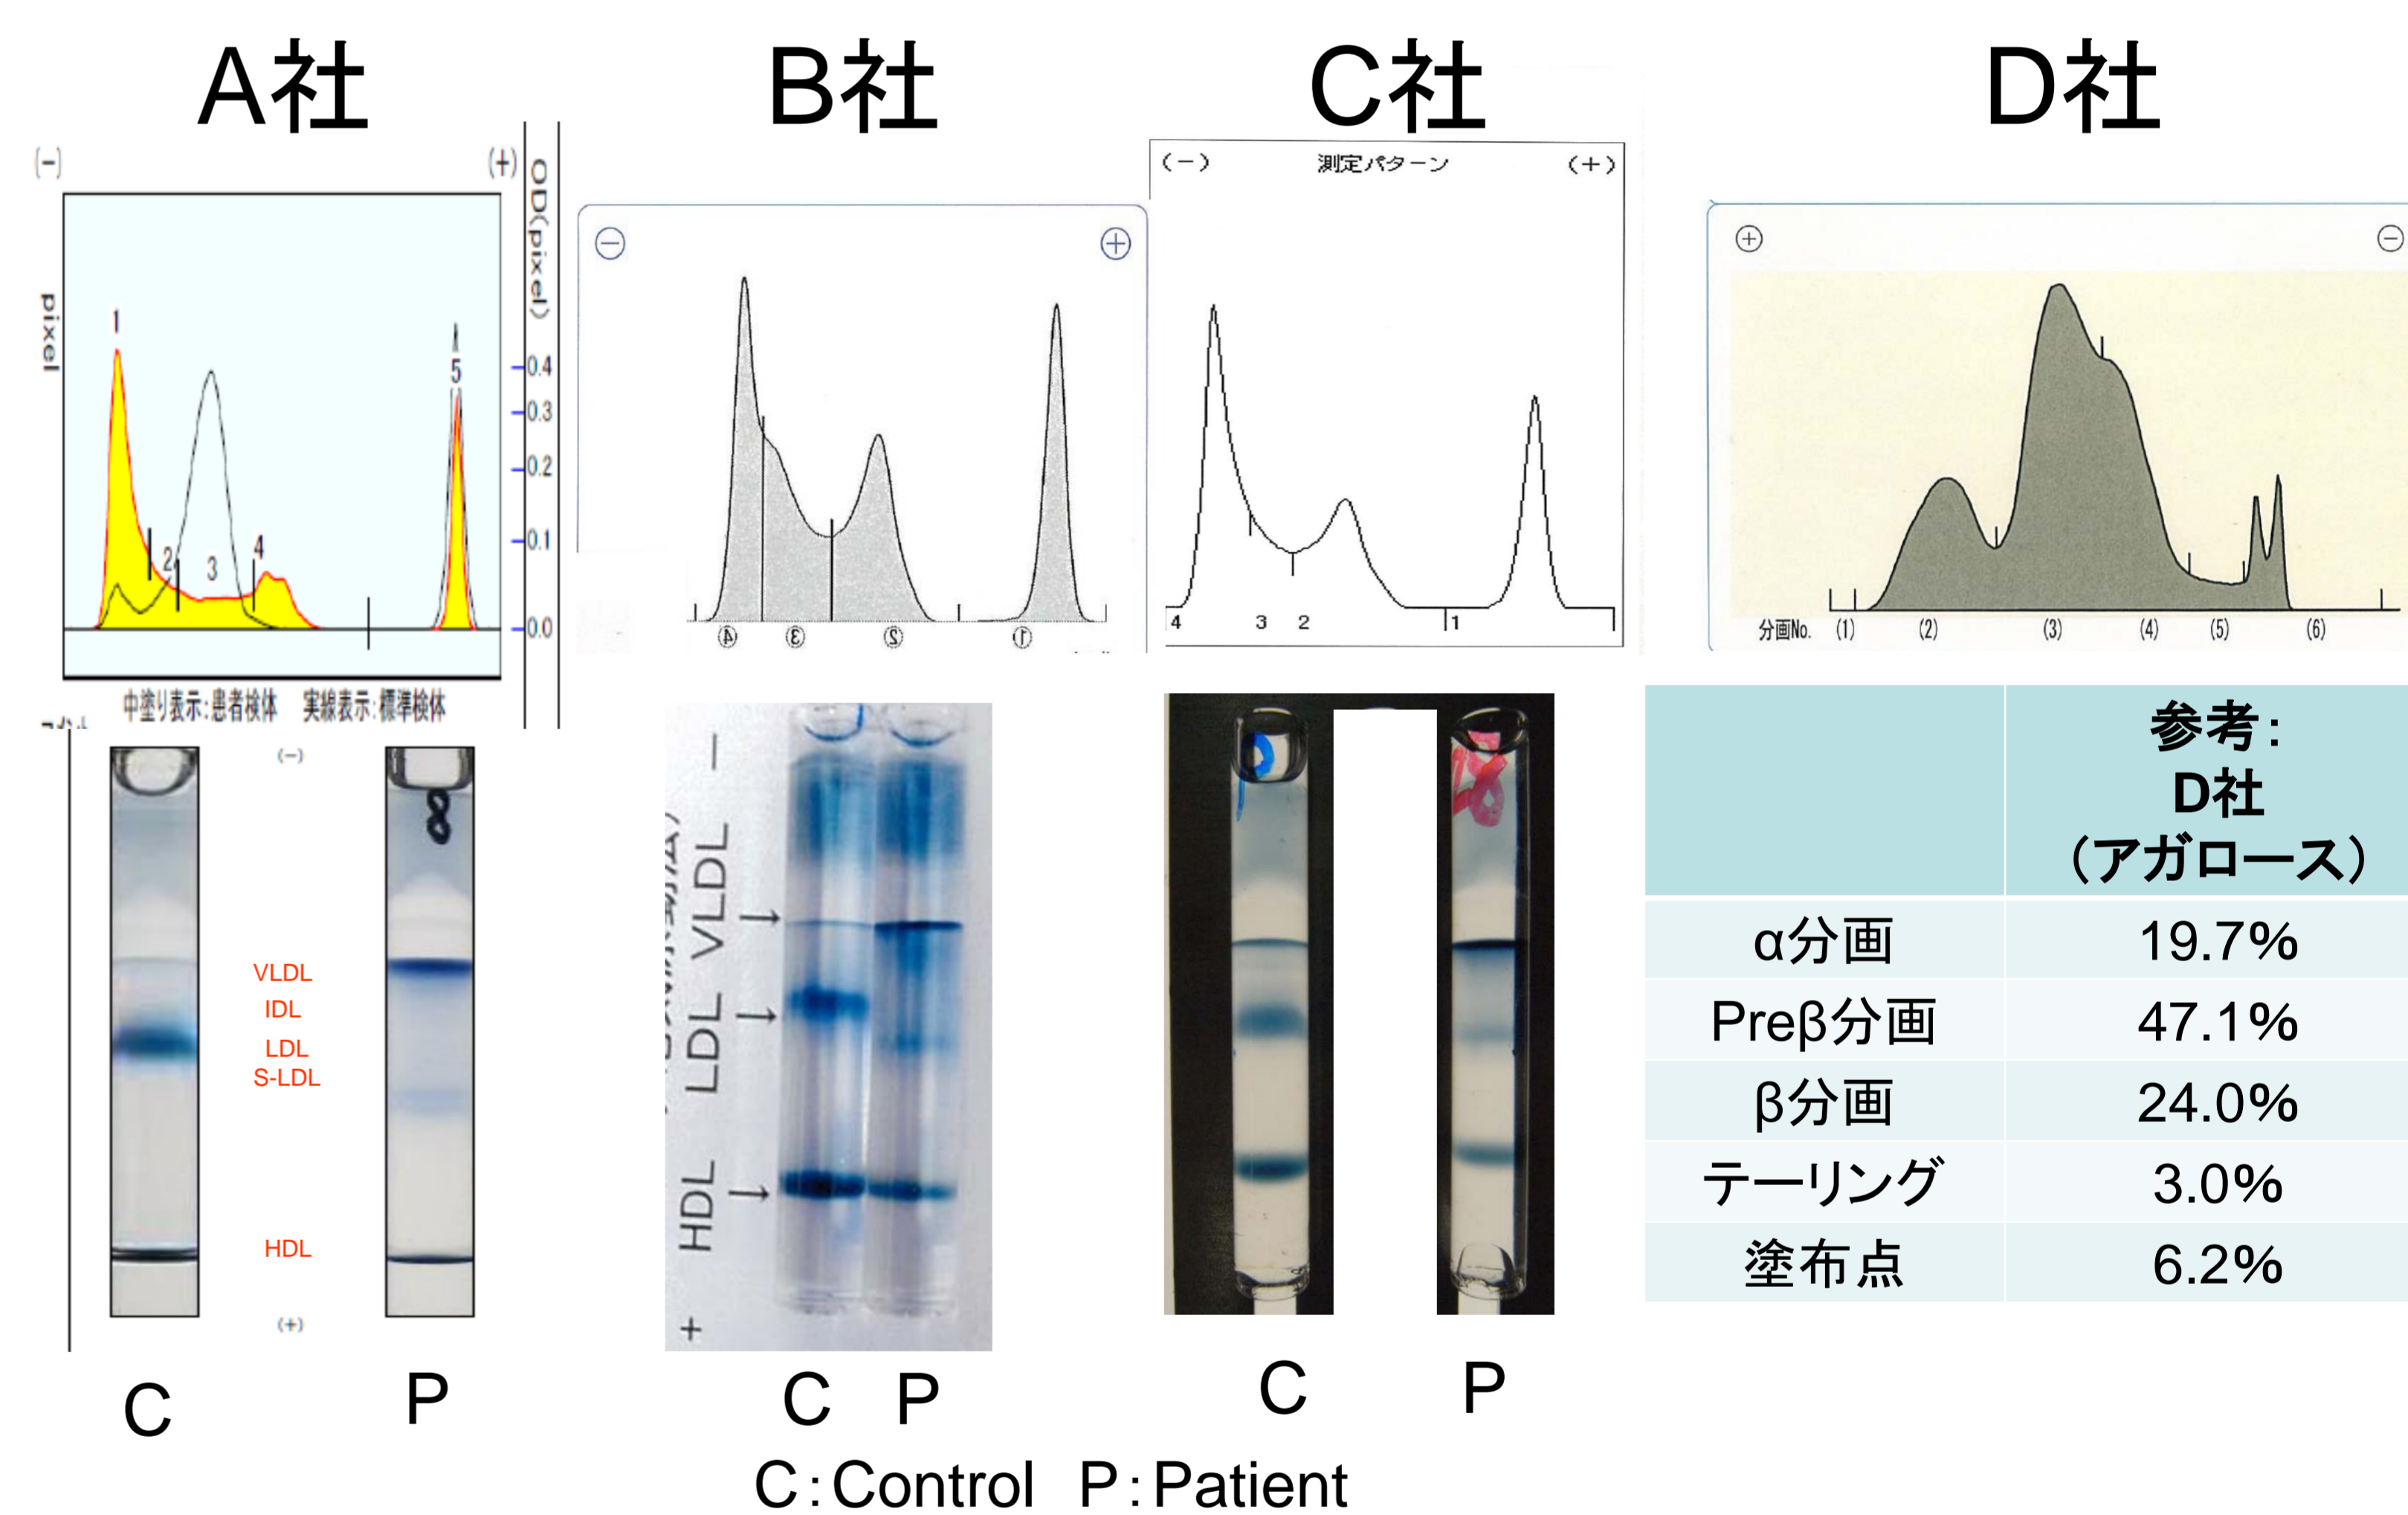 A社
B社
C社
D社
(-)
(+)
OD(pixel)
pixel
1
2
3
4
5
0.4
0.3
0.2
0.1
0.0
中塗り表示:患者検体 実線表示:標準検体
⊖ ⊕
④ ③ ② ①
(-) 測定パターン (+)
4 3 2 1
⊕ ⊖
分画No. (1) (2) (3) (4) (5) (6)
(-)
VLDL
IDL
LDL
S-LDL
HDL
(+)
C P
+ HDL LDL VLDL -
C P
C P
C:Control P:Patient
参考:
D社
(アガロース)
α分画 19.7%
Preβ分画 47.1%
β分画 24.0%
テーリング 3.0%
塗布点 6.2%